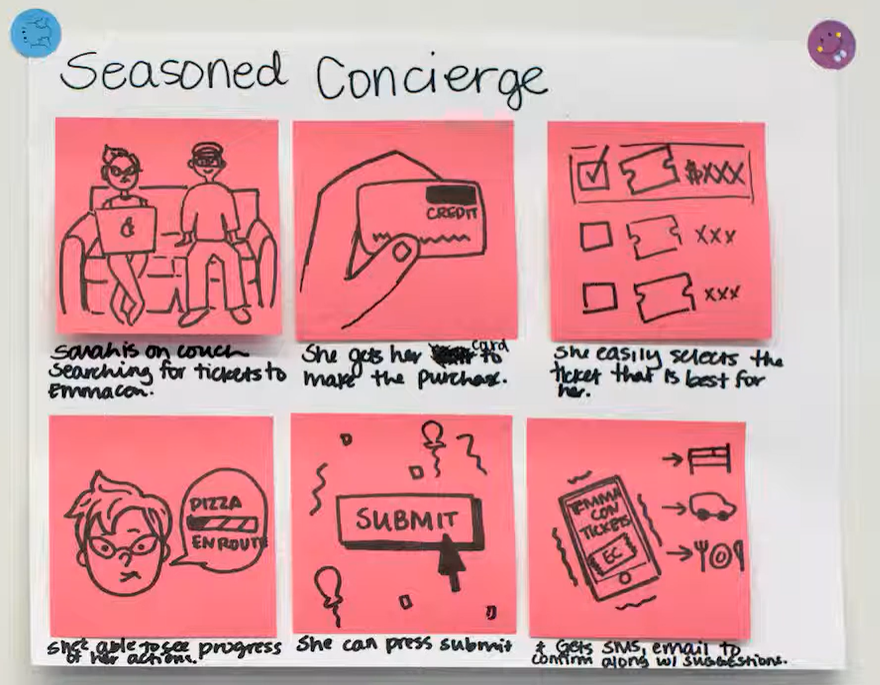 Seasoned Concierge
CREDIT
$XXX
XXX
XXX
Sarah is on couch
searching for tickets to
Emmacon.
She gets her card to
make the purchase.
She easily selects the
ticket that is best for
her.
PIZZA
EN ROUTE
SUBMIT
EMMA
CON
TICKETS
EC
able to see progress
of her actions.
She can press submit
+ Gets SMS, email to
confirm along w/ suggestions.